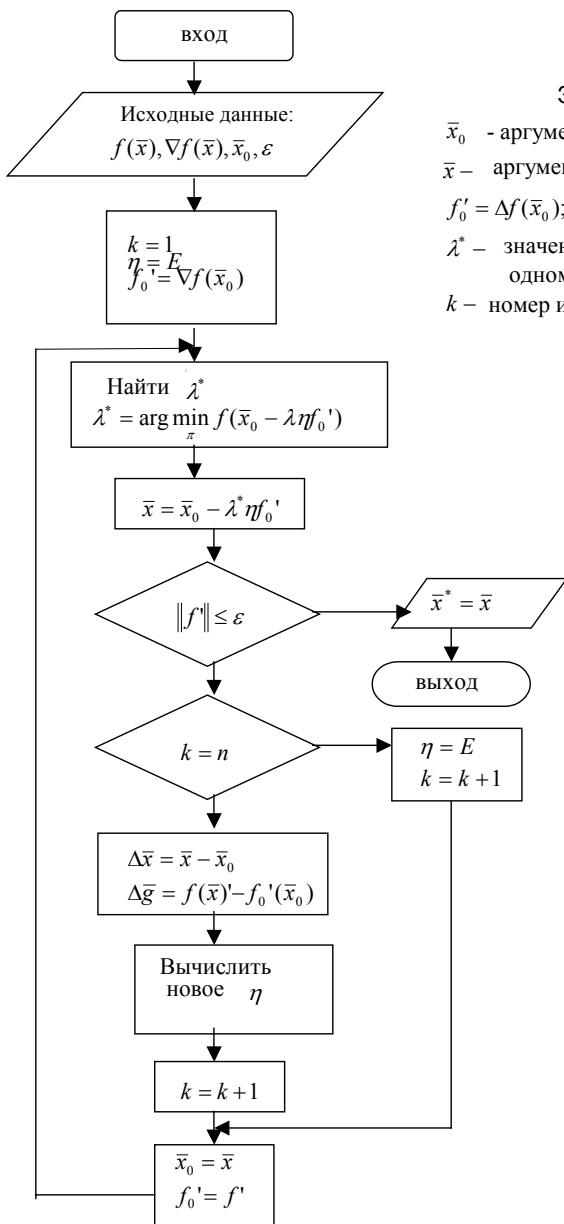 вход
Исходные данные:
f(x̄), ∇f(x̄), x̄₀, ε
k = 1
η = E
f₀' = ∇f(x̄₀)
Найти λ*
λ* = arg min f(x̄₀ − ληf₀')
π
x̄ = x̄₀ − λ*ηf₀'
‖f'‖ ≤ ε
x̄* = x̄
выход
k = n
η = E
k = k + 1
Δx̄ = x̄ − x̄₀
Δḡ = f(x̄)' − f₀'(x̄₀)
Вычислить
новое η
k = k + 1
x̄₀ = x̄
f₀' = f'
x̄₀ - аргуме
x̄ – аргумен
f₀′ = Δf(x̄₀);
λ* – значен
одном
k – номер и